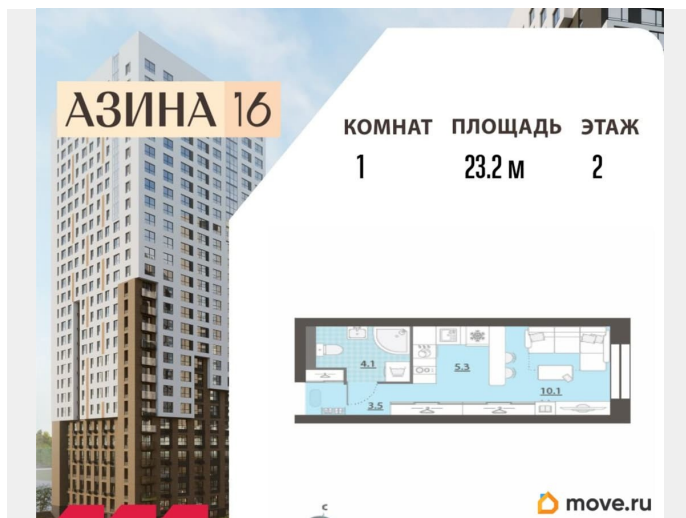 АЗИНА 16
КОМНАТ ПЛОЩАДЬ ЭТАЖ
1 23.2 м 2
4.1
5.3
10.1
3.5
с
move.ru